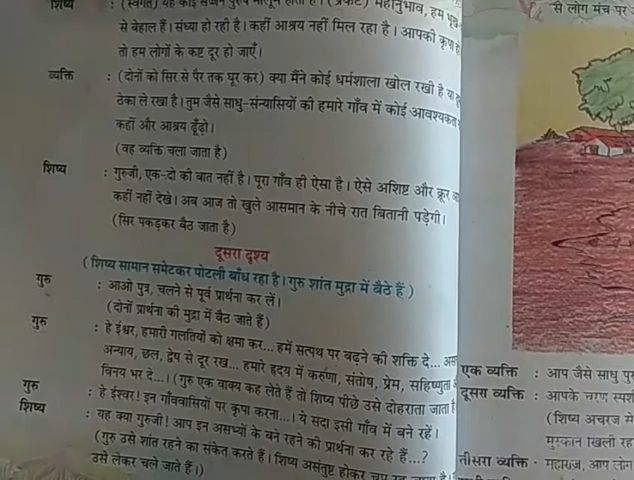 शिष्य : (स्वगत) यह कोई सज्जन पुरुष मालूम होता है। (प्रकट) महानुभाव, हम भूख
से बेहाल हैं। संध्या हो रही है। कहीं आश्रय नहीं मिल रहा है। आपकी कृपा हो
तो हम लोगों के कष्ट दूर हो जाएँ।
व्यक्ति : (दोनों को सिर से पैर तक घूर कर) क्या मैंने कोई धर्मशाला खोल रखी है या
ठेका ले रखा है। तुम जैसे साधु-संन्यासियों की हमारे गाँव में कोई आवश्यकता
कहीं और आश्रय ढूँढ़ो।
(वह व्यक्ति चला जाता है)
शिष्य : गुरुजी, एक-दो की बात नहीं है। पूरा गाँव ही ऐसा है। ऐसे अशिष्ट और क्रूर
कहीं नहीं देखे। अब आज तो खुले आसमान के नीचे रात बितानी पड़ेगी।
(सिर पकड़कर बैठ जाता है)
दूसरा दृश्य
(शिष्य सामान समेटकर पोटली बाँध रहा है। गुरु शांत मुद्रा में बैठे हैं)
गुरु : आओ पुत्र, चलने से पूर्व प्रार्थना कर लें।
(दोनों प्रार्थना की मुद्रा में बैठ जाते हैं)
गुरु : हे ईश्वर, हमारी गलतियों को क्षमा कर... हमें सत्पथ पर बढ़ने की शक्ति दे...
अन्याय, छल, द्वेष से दूर रख... हमारे हृदय में करुणा, संतोष, प्रेम, सहिष्णुता
विनय भर दे...। (गुरु एक वाक्य कह लेते हैं तो शिष्य पीछे उसे दोहराता जाता है
गुरु : हे ईश्वर! इन गाँववासियों पर कृपा करना...। ये सदा इसी गाँव में बने रहें।
शिष्य : यह क्या गुरुजी! आप इन असभ्यों के बने रहने की प्रार्थना कर रहे हैं...?
(गुरु उसे शांत रहने का संकेत करते हैं। शिष्य असंतुष्ट होकर चुप रह जाता है।
उसे लेकर चले जाते हैं।)
से लोग मंच पर
एक व्यक्ति : आप जैसे साधु
दूसरा व्यक्ति : आपके चरण
(शिष्य अचरज
मुस्कान खिली
तीसरा व्यक्ति : महाराज, आप लोग